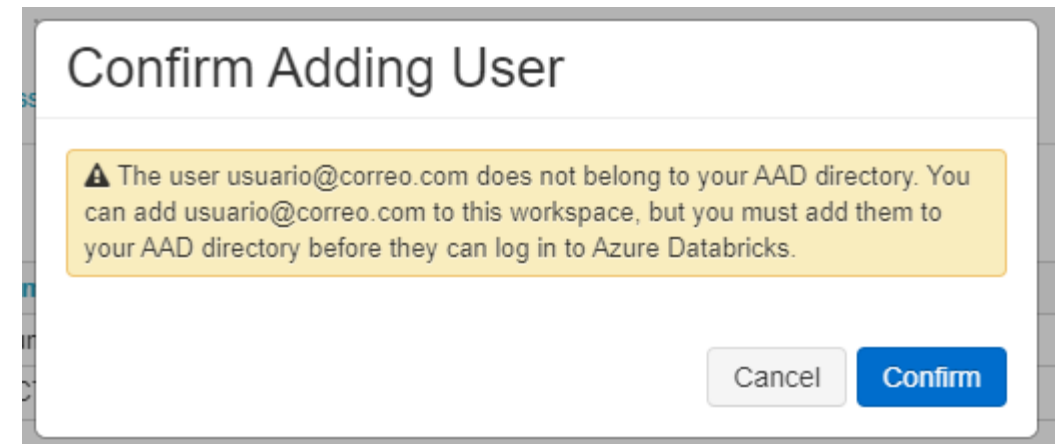 Confirm Adding User
ss
The user usuario@correo.com does not belong to your AAD directory. You
can add usuario@correo.com to this workspace, but you must add them to
your AAD directory before they can log in to Azure Databricks.
Cancel Confirm